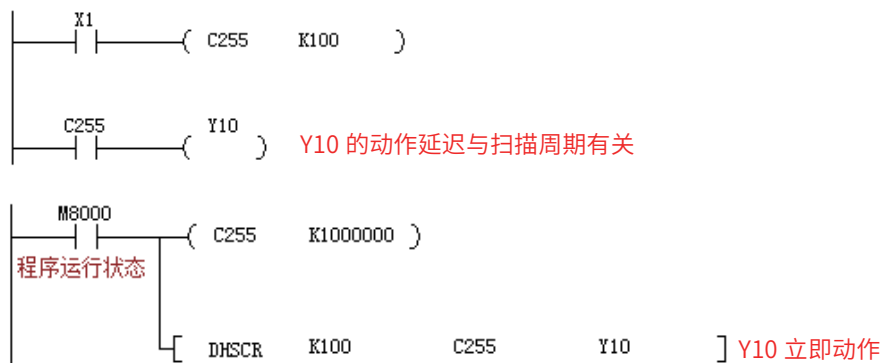 X1
( C255 K100 )
C255 Y10
( ) Y10 的动作延迟与扫描周期有关
M8000
( C255 K1000000 )
程序运行状态
[ DHSCR K100 C255 Y10 ] Y10 立即动作